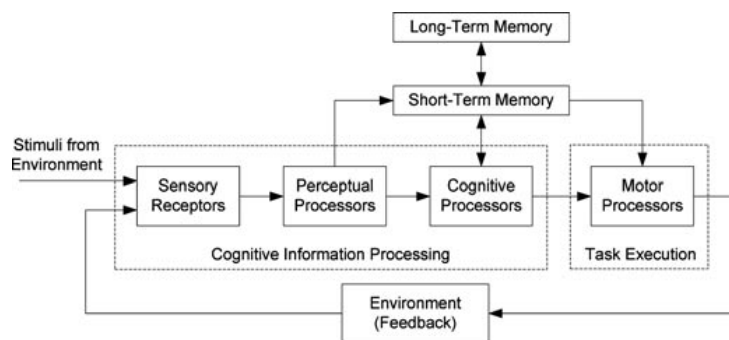 Long-Term Memory
Short-Term Memory
Stimuli from
Environment
Sensory
Receptors
Perceptual
Processors
Cognitive
Processors
Motor
Processors
Cognitive Information Processing
Task Execution
Environment
(Feedback)